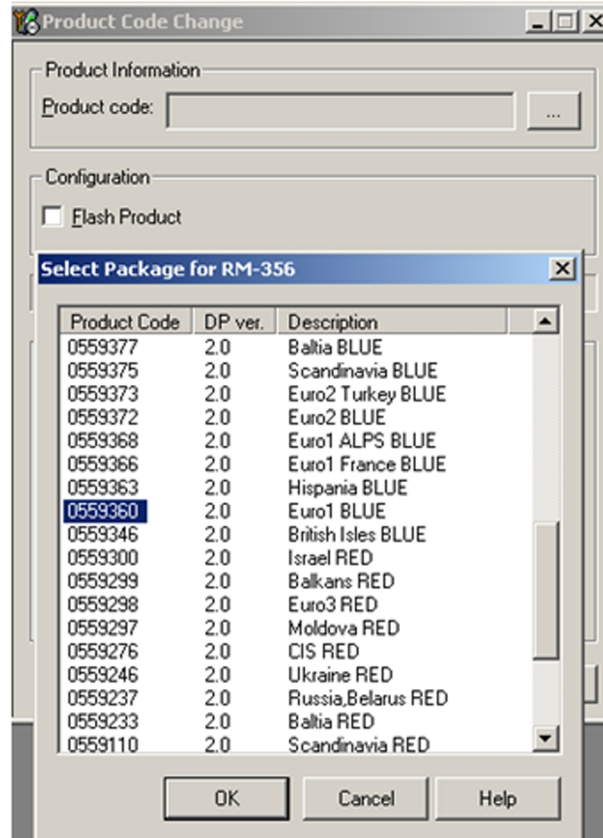 Product Code Change
Product Information
Product code:
...
Configuration
Flash Product
Select Package for RM-356
Product Code DP ver. Description
0559377 2.0 Baltia BLUE
0559375 2.0 Scandinavia BLUE
0559373 2.0 Euro2 Turkey BLUE
0559372 2.0 Euro2 BLUE
0559368 2.0 Euro1 ALPS BLUE
0559366 2.0 Euro1 France BLUE
0559363 2.0 Hispania BLUE
0559360 2.0 Euro1 BLUE
0559346 2.0 British Isles BLUE
0559300 2.0 Israel RED
0559299 2.0 Balkans RED
0559298 2.0 Euro3 RED
0559297 2.0 Moldova RED
0559276 2.0 CIS RED
0559246 2.0 Ukraine RED
0559237 2.0 Russia,Belarus RED
0559233 2.0 Baltia RED
0559110 2.0 Scandinavia RED
OK Cancel Help